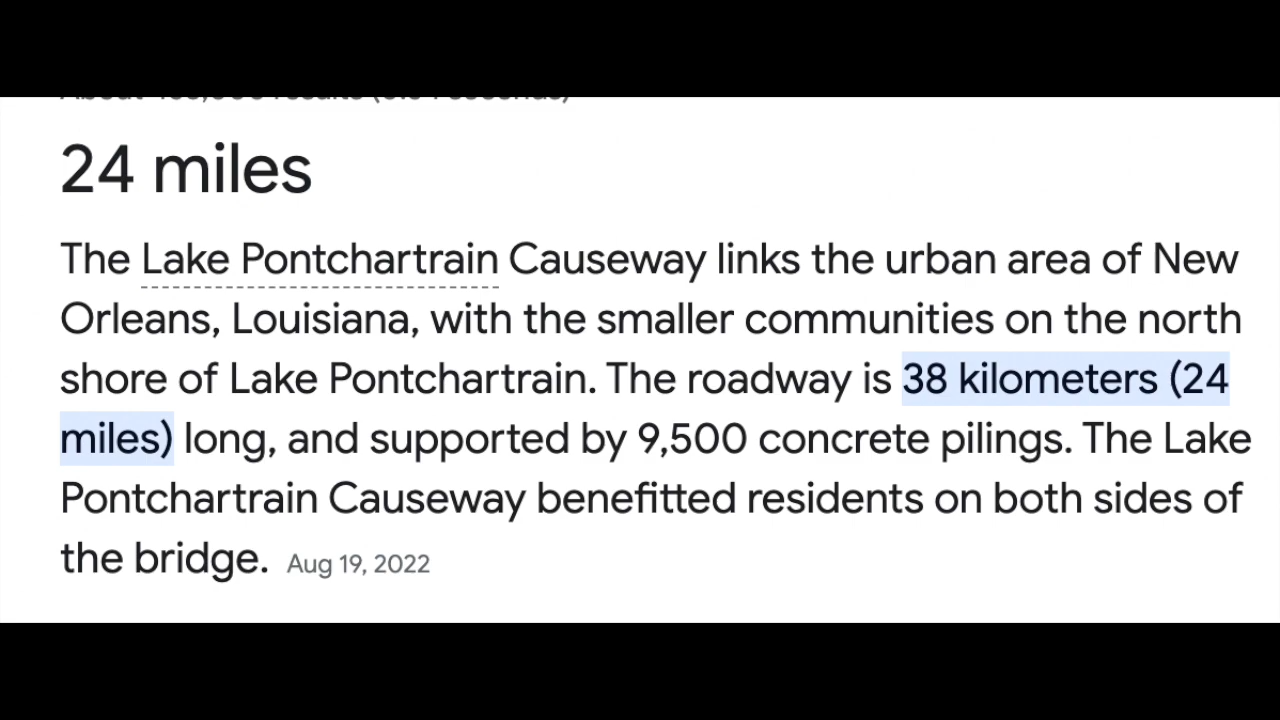 24 miles
The Lake Pontchartrain Causeway links the urban area of New
Orleans, Louisiana, with the smaller communities on the north
shore of Lake Pontchartrain. The roadway is 38 kilometers (24
miles) long, and supported by 9,500 concrete pilings. The Lake
Pontchartrain Causeway benefitted residents on both sides of
the bridge. Aug 19, 2022